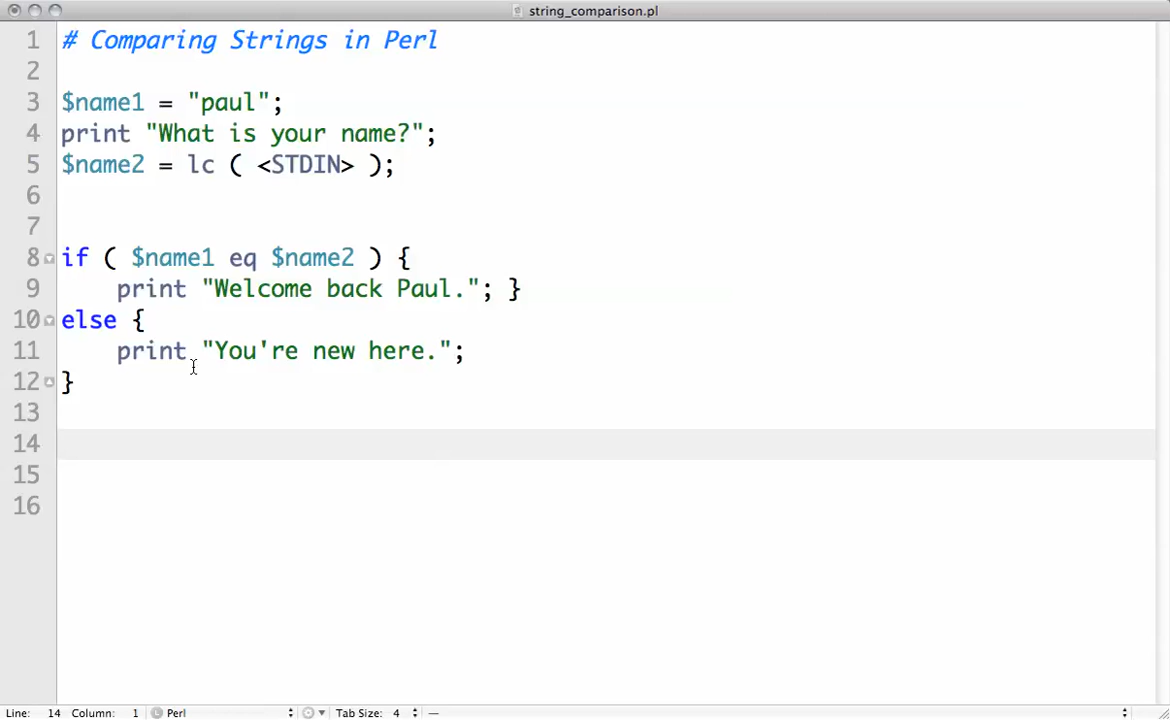 string_comparison.pl
1 # Comparing Strings in Perl
2
3 $name1 = "paul";
4 print "What is your name?";
5 $name2 = lc ( <STDIN> );
6
7
8 if ( $name1 eq $name2 ) {
9     print "Welcome back Paul."; }
10 else {
11     print "You're new here.";
12 }
13
14
15
16
Line: 14 Column: 1 L Perl Tab Size: 4 —